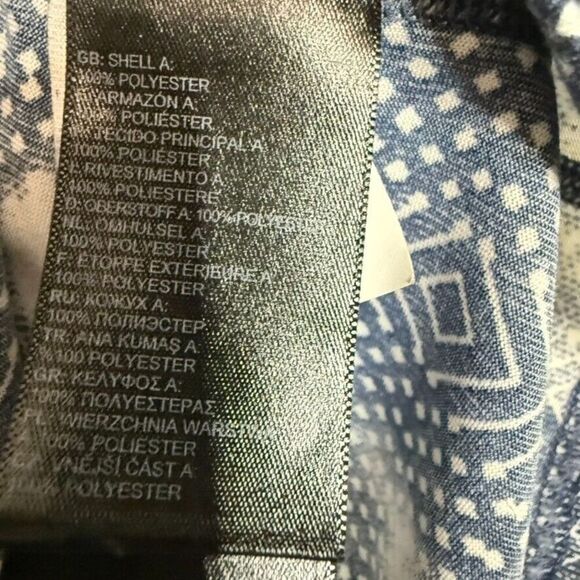 GB: SHELL A:
100% POLYESTER
ARMAZÓN A:
100% POLIÉSTER
TECIDO PRINCIPAL A:
100% POLIÉSTER
I: RIVESTIMENTO A:
100% POLIESTERE
D: OBERSTOFF A: 100% POLYESTER
NL: OMHULSEL A:
100% POLYESTER
F: ÉTOFFE EXTÉRIEURE A:
100% POLYESTER
RU: КОЖУХ А:
100% ПОЛИЭСТЕР
TR: ANA KUMAŞ A:
%100 POLYESTER
GR: ΚΕΛΥΦΟΣ Α:
100% ΠΟΛΥΕΣΤΕΡΑΣ
PL: WIERZCHNIA
100% POLIESTER
VNĚJŠÍ ČÁST A:
100% POLYESTER